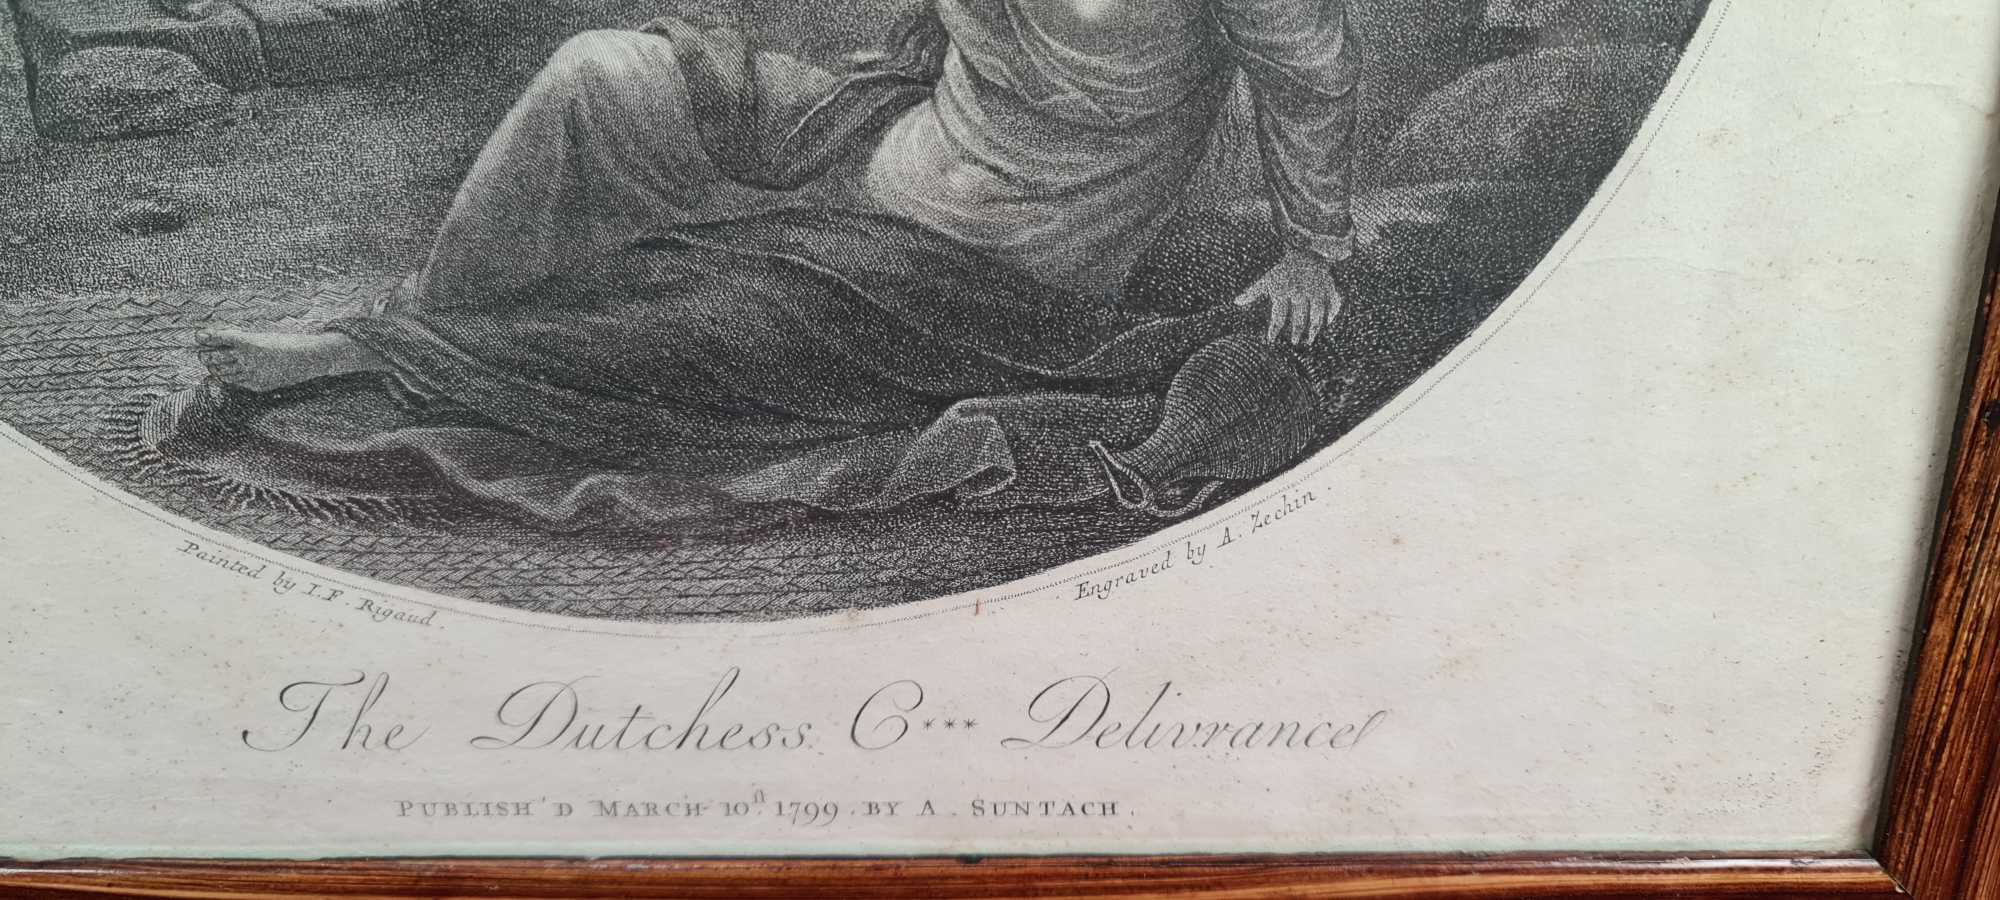 Painted by I.F. Rigaud.
Engraved by A. Zechin.
The Dutchess C*** Delivrance
PUBLISH'D MARCH 10th. 1799. BY A. SUNTACH.